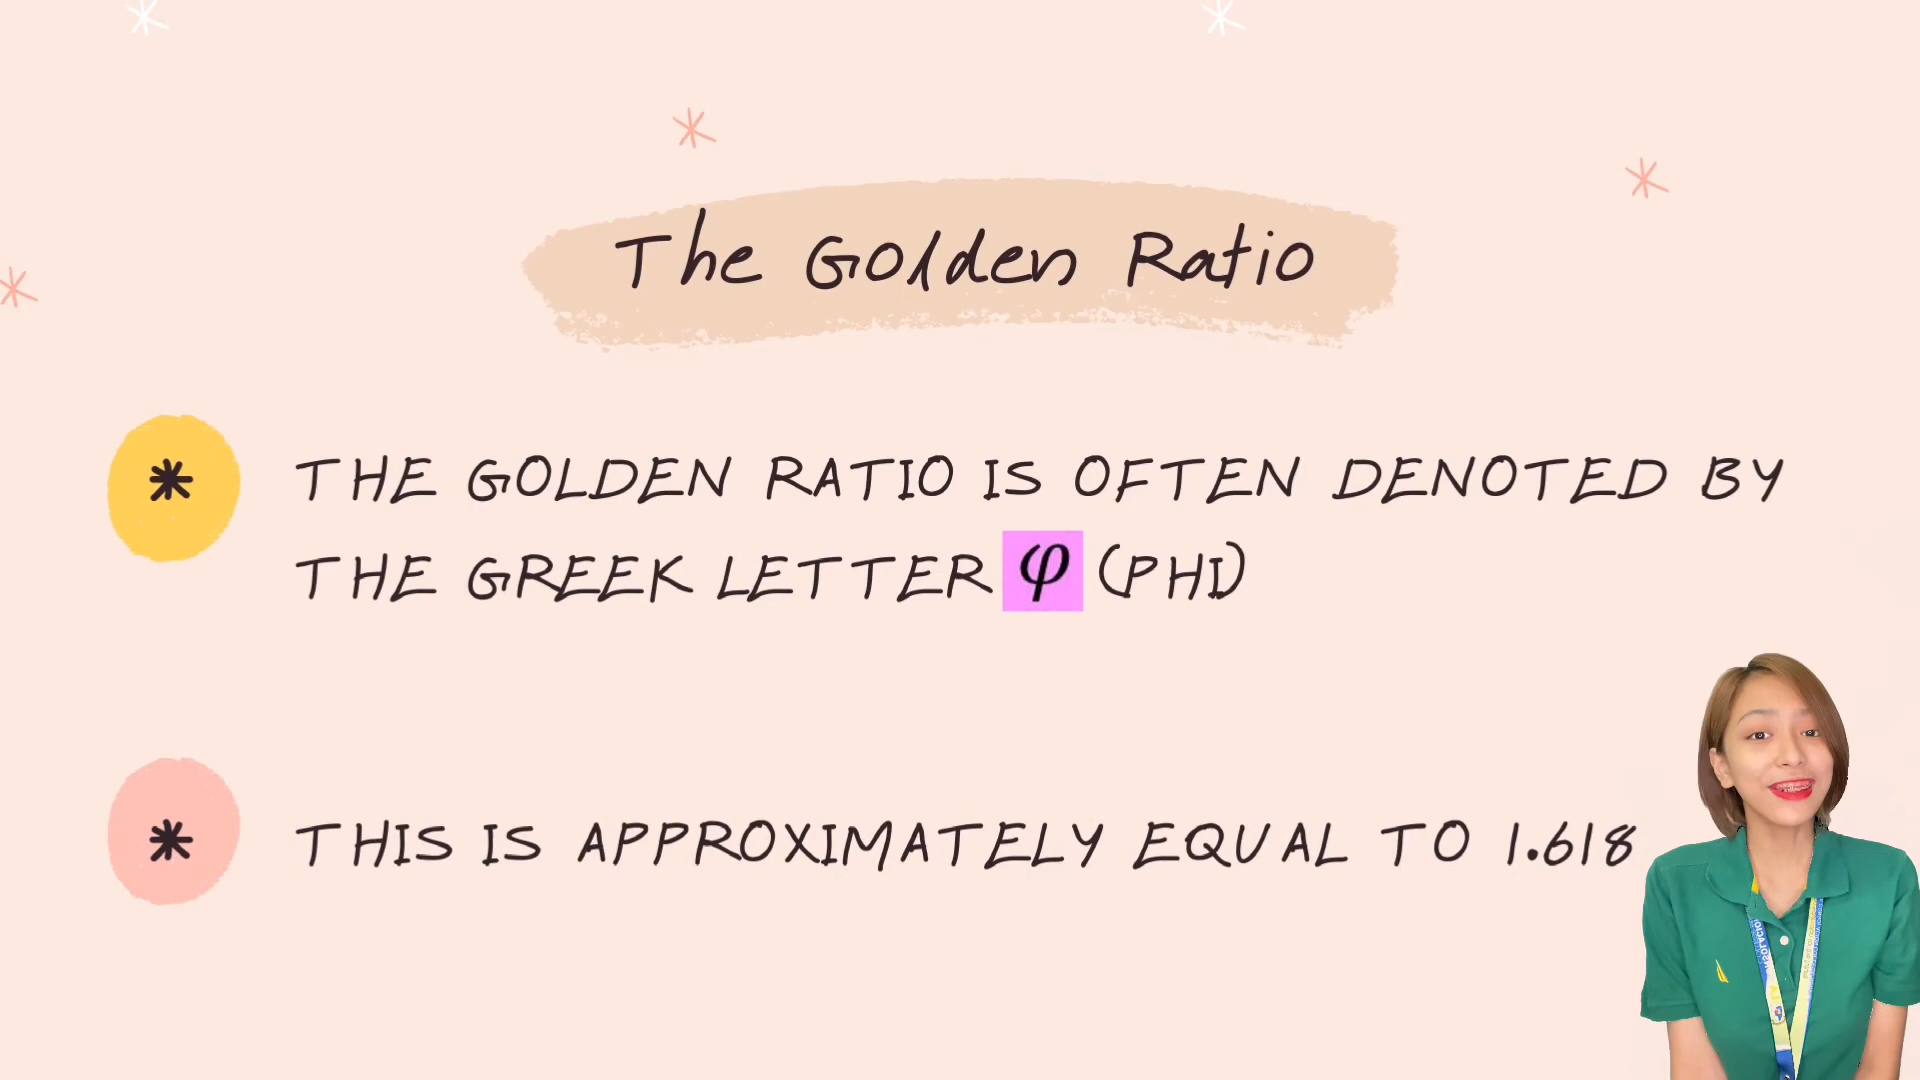 The Golden Ratio
* THE GOLDEN RATIO IS OFTEN DENOTED BY
THE GREEK LETTER φ (PHI)
* THIS IS APPROXIMATELY EQUAL TO 1.618